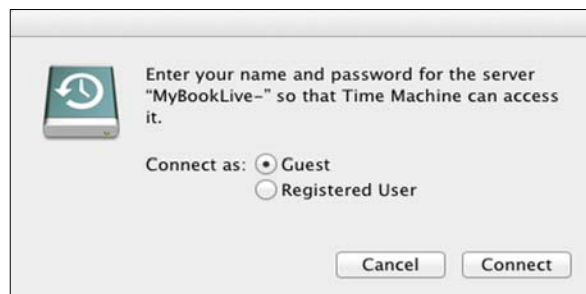 Enter your name and password for the server
“MyBookLive-” so that Time Machine can access
it.
Connect as: Guest
Registered User
Cancel Connect